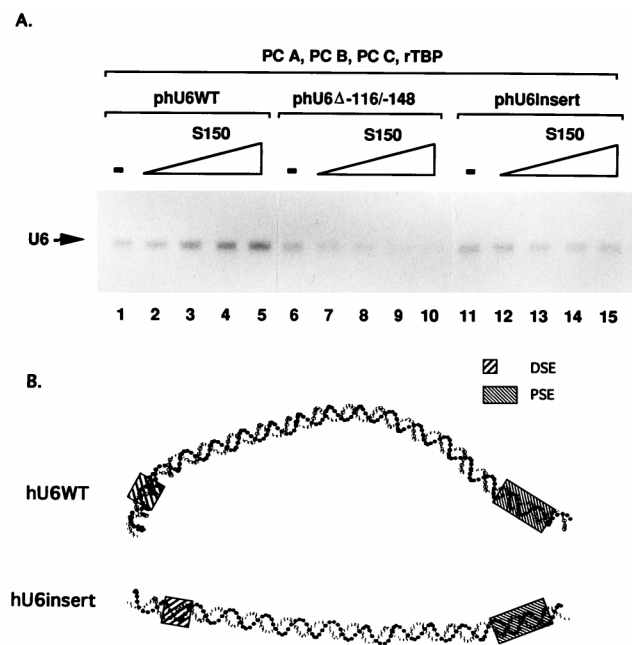 A.
PC A, PC B, PC C, rTBP
phU6WT phU6Δ-116/-148 phU6Insert
S150 S150 S150
- - -
U6
1 2 3 4 5 6 7 8 9 10 11 12 13 14 15
B.
DSE
PSE
hU6WT
hU6insert